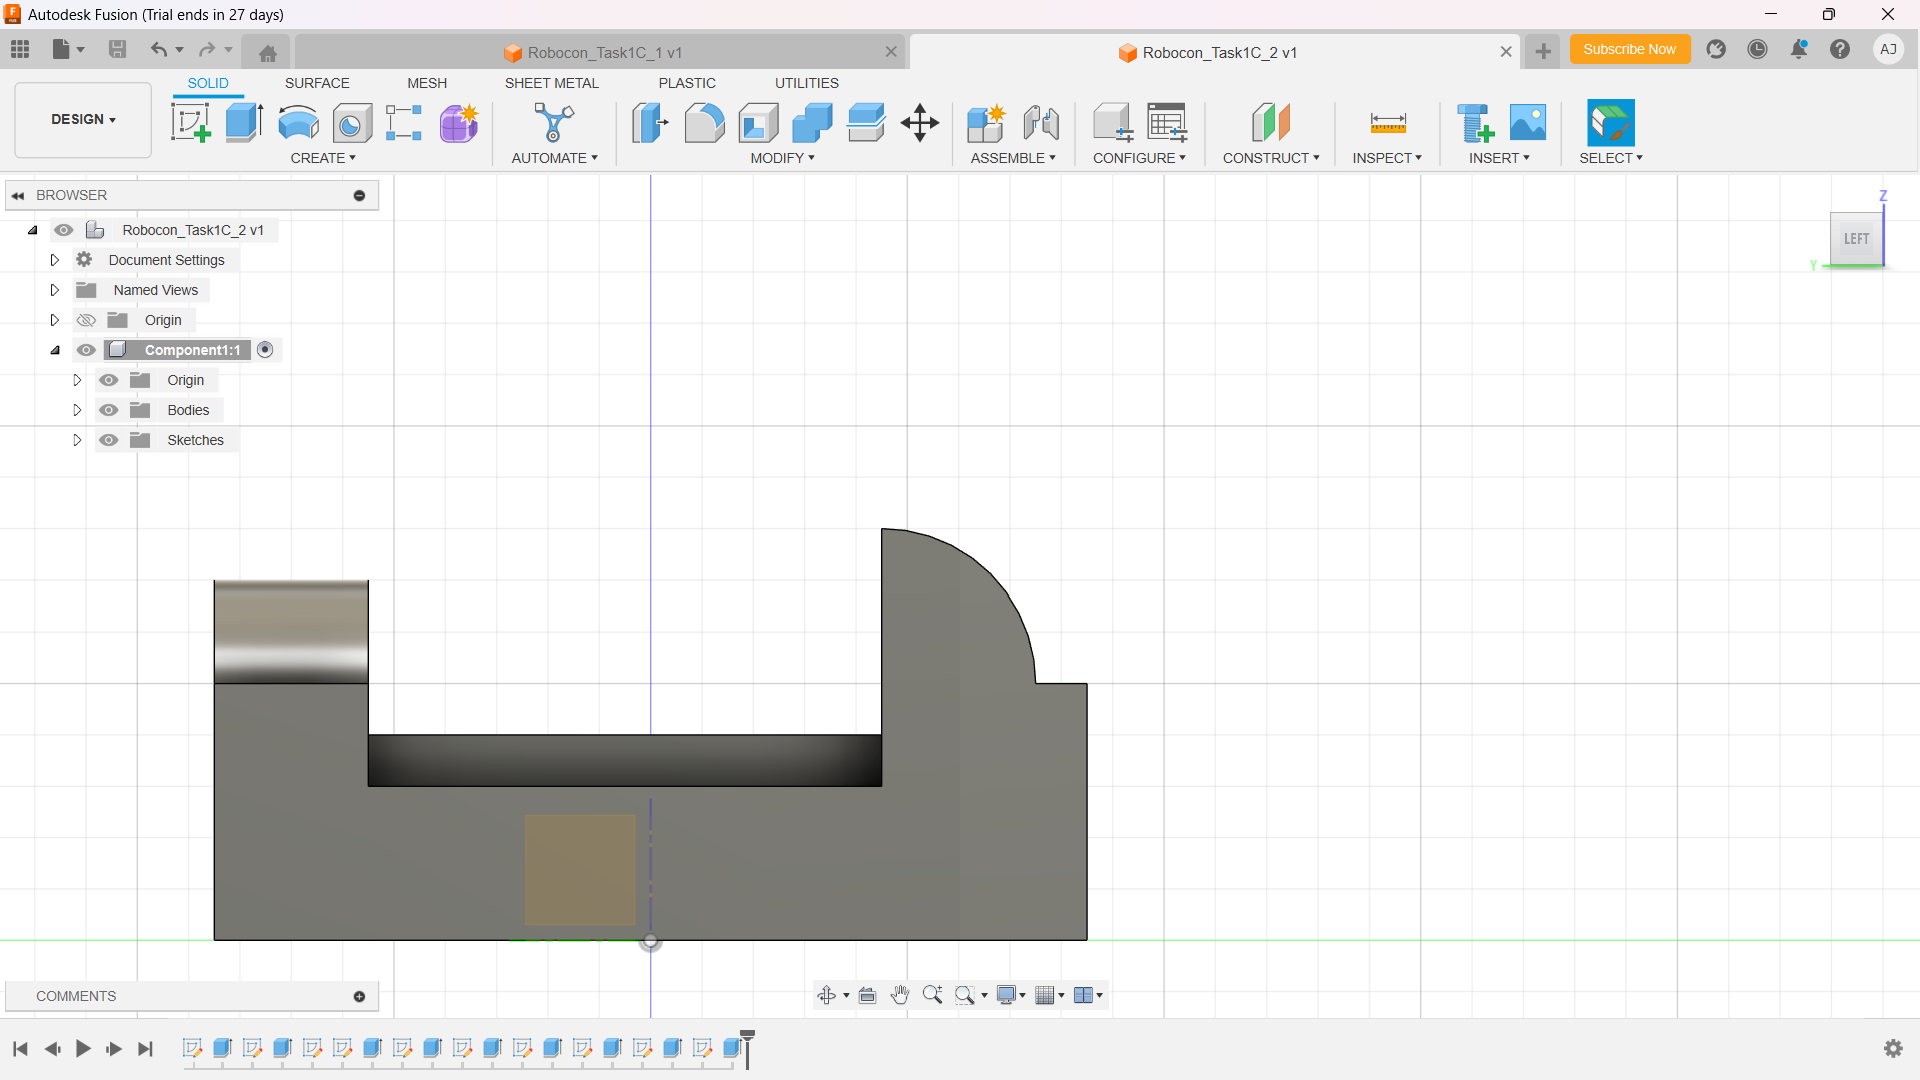 Autodesk Fusion (Trial ends in 27 days)
Robocon_Task1C_1 v1
Robocon_Task1C_2 v1
Subscribe Now
AJ
DESIGN
SOLID
SURFACE
MESH
SHEET METAL
PLASTIC
UTILITIES
CREATE
AUTOMATE
MODIFY
ASSEMBLE
CONFIGURE
CONSTRUCT
INSPECT
INSERT
SELECT
BROWSER
Robocon_Task1C_2 v1
Document Settings
Named Views
Origin
Component1:1
Origin
Bodies
Sketches
Z
LEFT
Y
COMMENTS